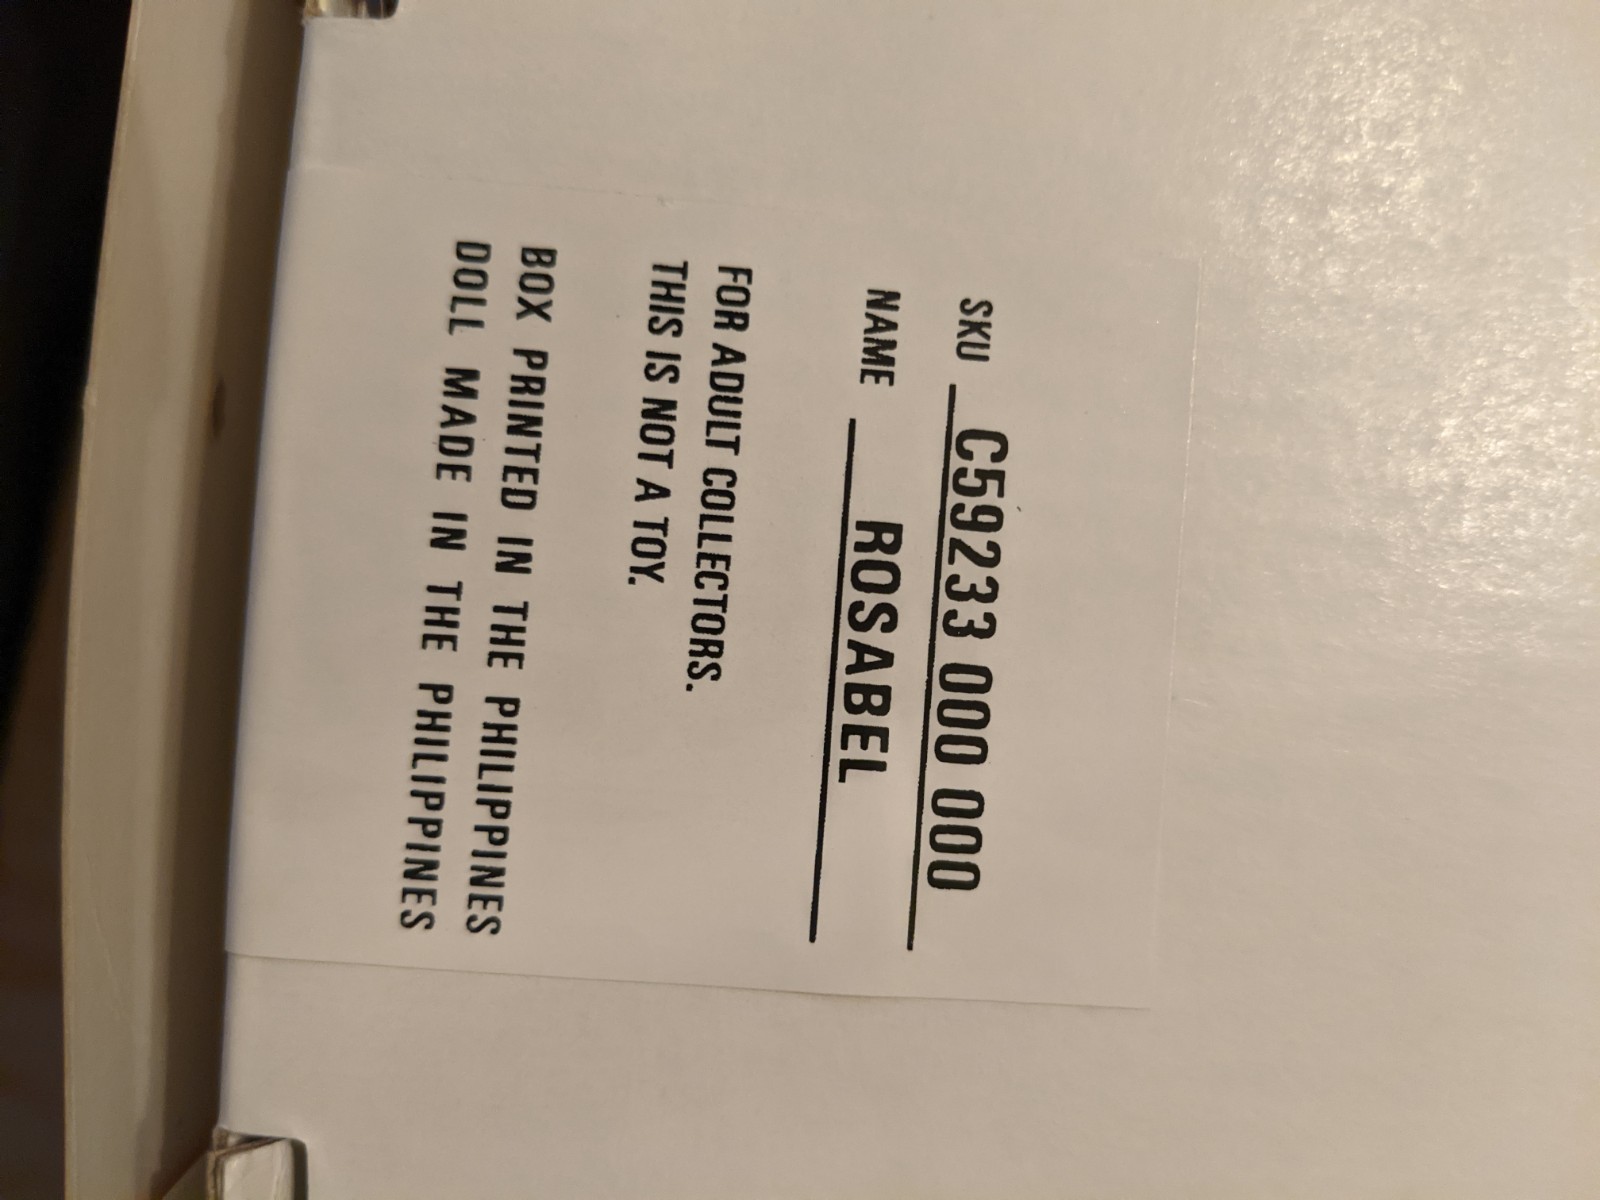 SKU C59233 000 000
NAME ROSABEL
FOR ADULT COLLECTORS.
THIS IS NOT A TOY.
BOX PRINTED IN THE PHILIPPINES
DOLL MADE IN THE PHILIPPINES